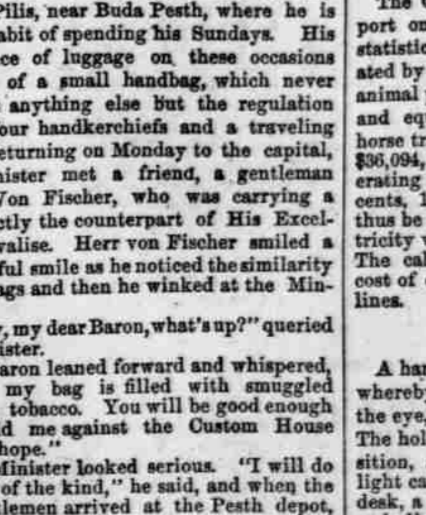 Pilis, near Buda Pesth, where he is
abit of spending his Sundays. His
ce of luggage on these occasions
of a small handbag, which never
anything else but the regulation
our handkerchiefs and a traveling
eturning on Monday to the capital,
nister met a friend, a gentleman
Von Fischer, who was carrying a
ctly the counterpart of His Excel-
valise. Herr von Fischer smiled a
ful smile as he noticed the similarity
ags and then he winked at the Min-
, my dear Baron, what's up?" queried
ister.
aron leaned forward and whispered,
my bag is filled with smuggled
tobacco. You will be good enough
d me against the Custom House
hope."
Minister looked serious. "I will do
of the kind," he said, and when the
tlemen arrived at the Pesth depot,
port on
statistic
ated by
animal
and eq
horse tr
$36,094,
erating
cents, 1
thus be
tricity
The cal
cost of
lines.
A har
whereby
the eye,
The hol
sition,
light ca
desk, a